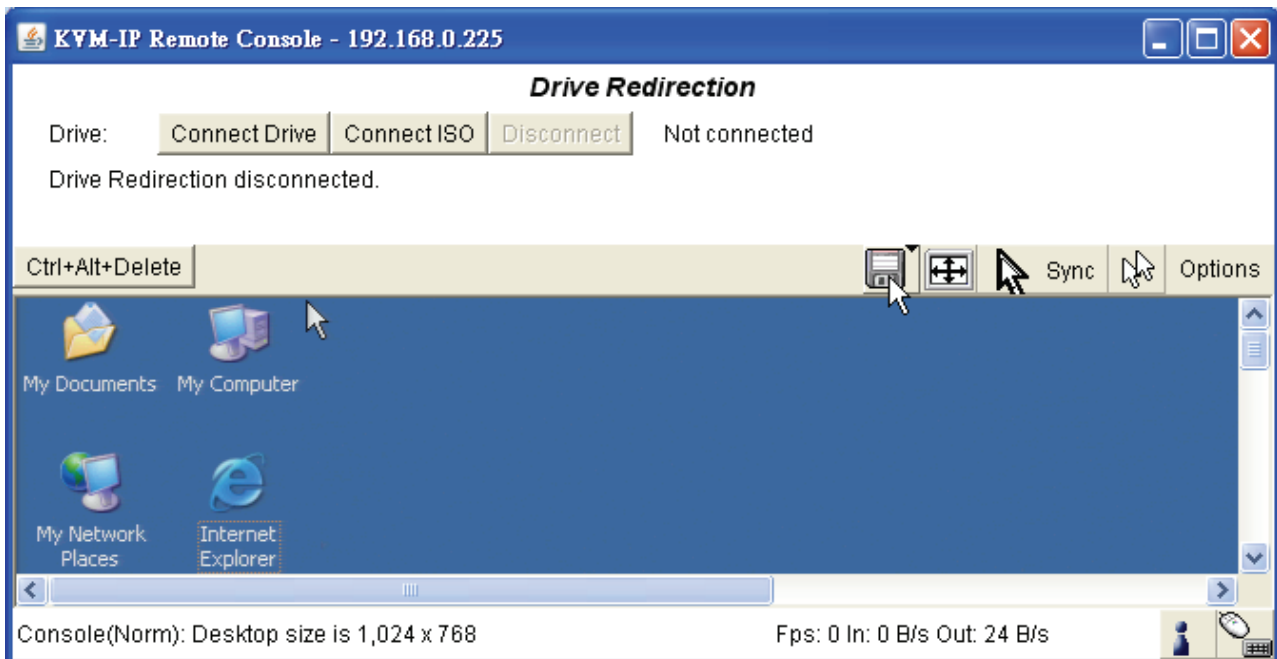 KVM-IP Remote Console - 192.168.0.225
Drive Redirection
Drive: Connect Drive Connect ISO Disconnect Not connected
Drive Redirection disconnected.
Ctrl+Alt+Delete Sync Options
My Documents My Computer
My Network Internet
Places Explorer
Console(Norm): Desktop size is 1,024 x 768 Fps: 0 In: 0 B/s Out: 24 B/s